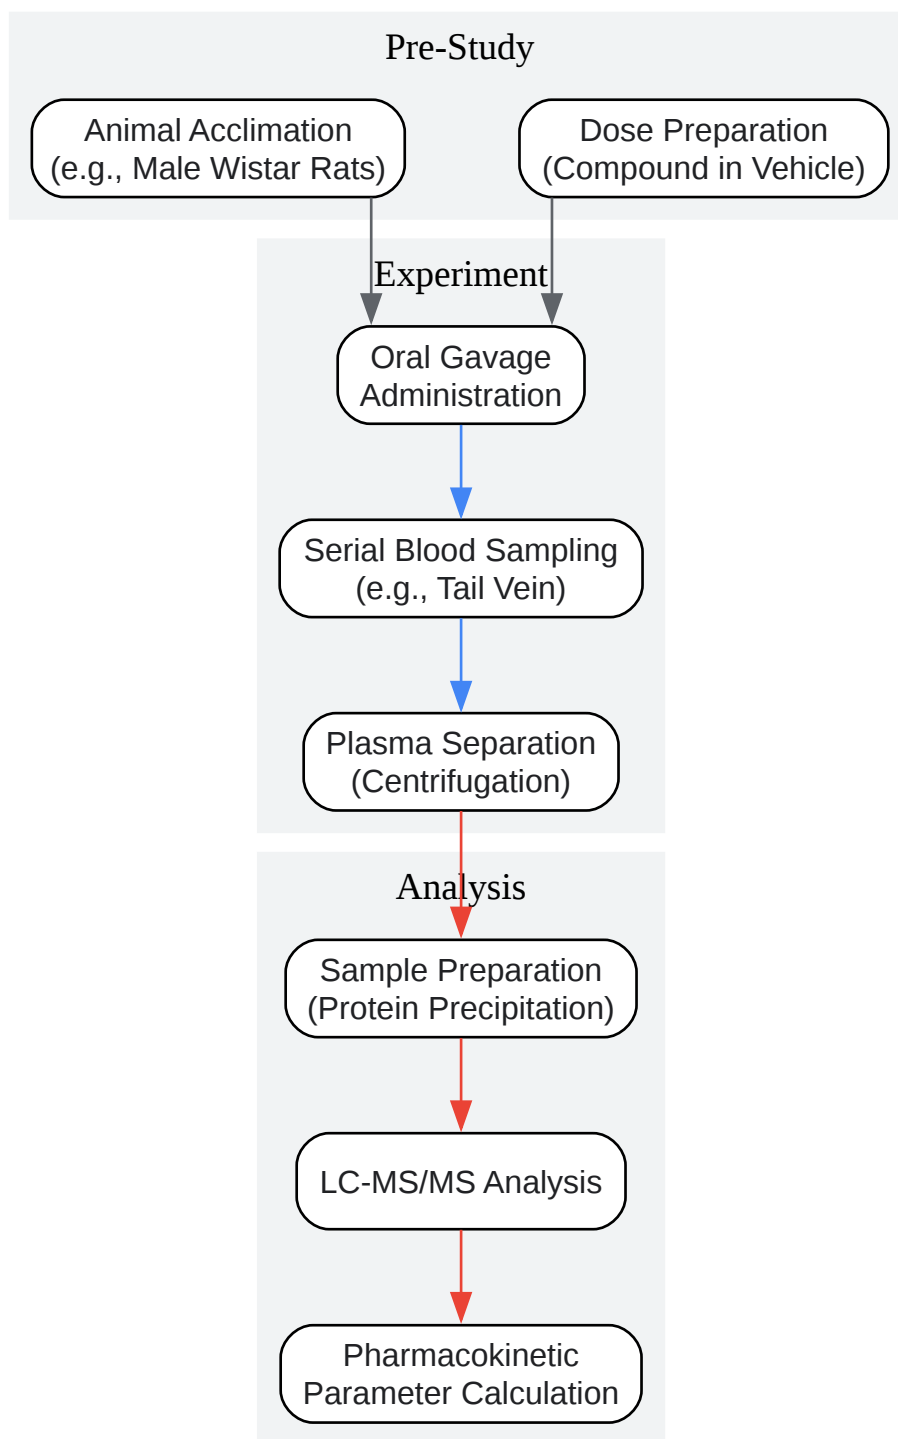 Pre-Study
Animal Acclimation
(e.g., Male Wistar Rats)
Dose Preparation
(Compound in Vehicle)
Experiment
Oral Gavage
Administration
Serial Blood Sampling
(e.g., Tail Vein)
Plasma Separation
(Centrifugation)
Analysis
Sample Preparation
(Protein Precipitation)
LC-MS/MS Analysis
Pharmacokinetic
Parameter Calculation